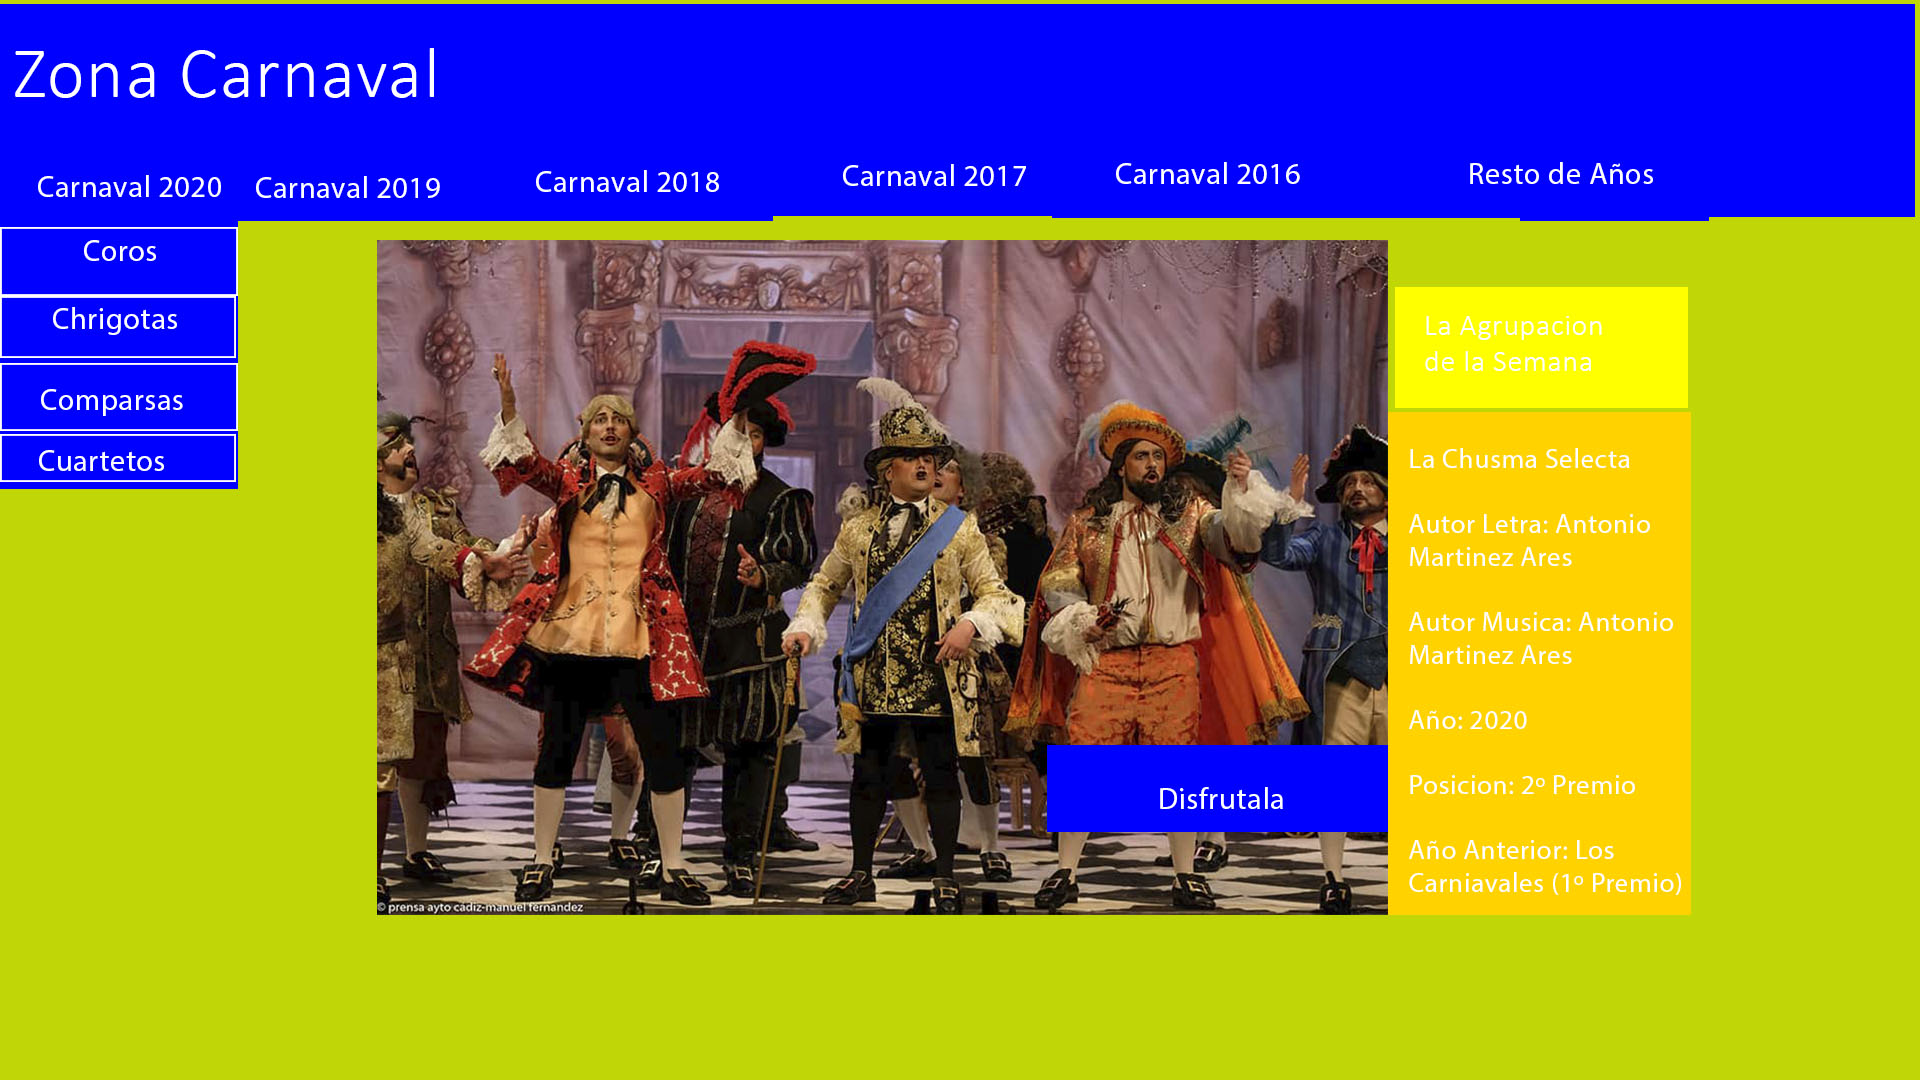 Zona Carnaval
Carnaval 2020
Carnaval 2019
Carnaval 2018
Carnaval 2017
Carnaval 2016
Resto de Años
Coros
Chrigotas
Comparsas
Cuartetos
La Agrupacion
de la Semana
La Chusma Selecta
Autor Letra: Antonio
Martinez Ares
Autor Musica: Antonio
Martinez Ares
Año: 2020
Posicion: 2º Premio
Año Anterior: Los
Carniavales (1º Premio)
Disfrutala
© prensa ayto cádiz-manuel fernandez